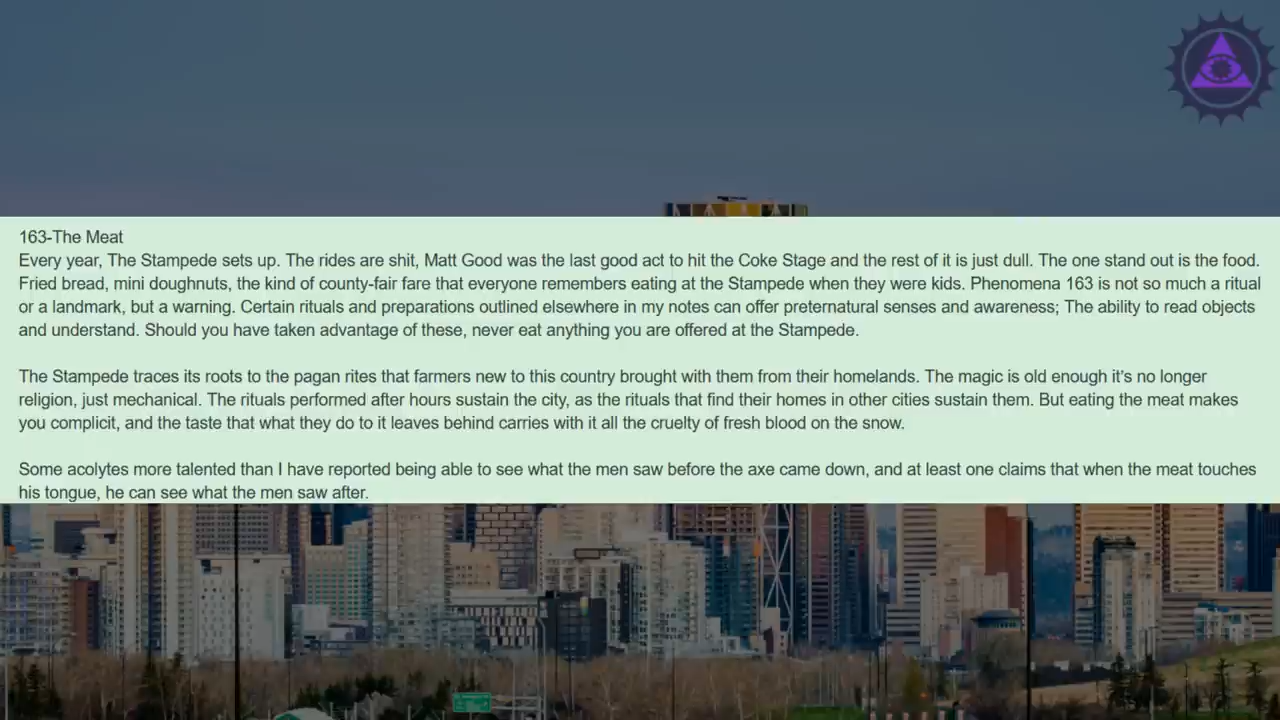 163-The Meat
Every year, The Stampede sets up. The rides are shit, Matt Good was the last good act to hit the Coke Stage and the rest of it is just dull. The one stand out is the food.
Fried bread, mini doughnuts, the kind of county-fair fare that everyone remembers eating at the Stampede when they were kids. Phenomena 163 is not so much a ritual
or a landmark, but a warning. Certain rituals and preparations outlined elsewhere in my notes can offer preternatural senses and awareness; The ability to read objects
and understand. Should you have taken advantage of these, never eat anything you are offered at the Stampede.
The Stampede traces its roots to the pagan rites that farmers new to this country brought with them from their homelands. The magic is old enough it's no longer
religion, just mechanical. The rituals performed after hours sustain the city, as the rituals that find their homes in other cities sustain them. But eating the meat makes
you complicit, and the taste that what they do to it leaves behind carries with it all the cruelty of fresh blood on the snow.
Some acolytes more talented than I have reported being able to see what the men saw before the axe came down, and at least one claims that when the meat touches
his tongue, he can see what the men saw after.